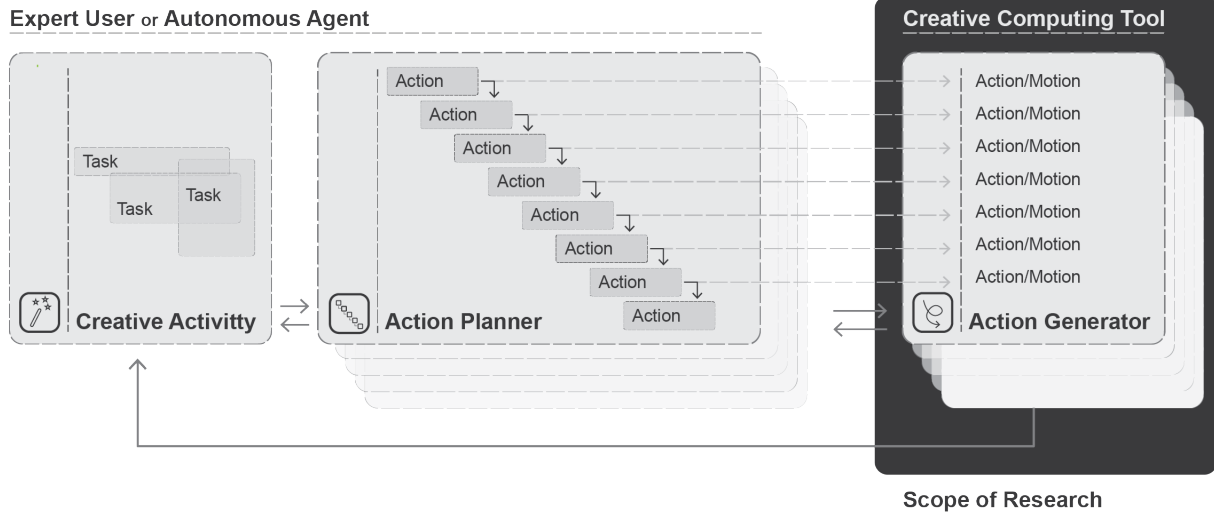 Expert User or Autonomous Agent
Creative Computing Tool
Task
Task
Task
Creative Activitty
Action
Action
Action
Action
Action
Action
Action
Action
Action Planner
Action/Motion
Action/Motion
Action/Motion
Action/Motion
Action/Motion
Action/Motion
Action/Motion
Action Generator
Scope of Research